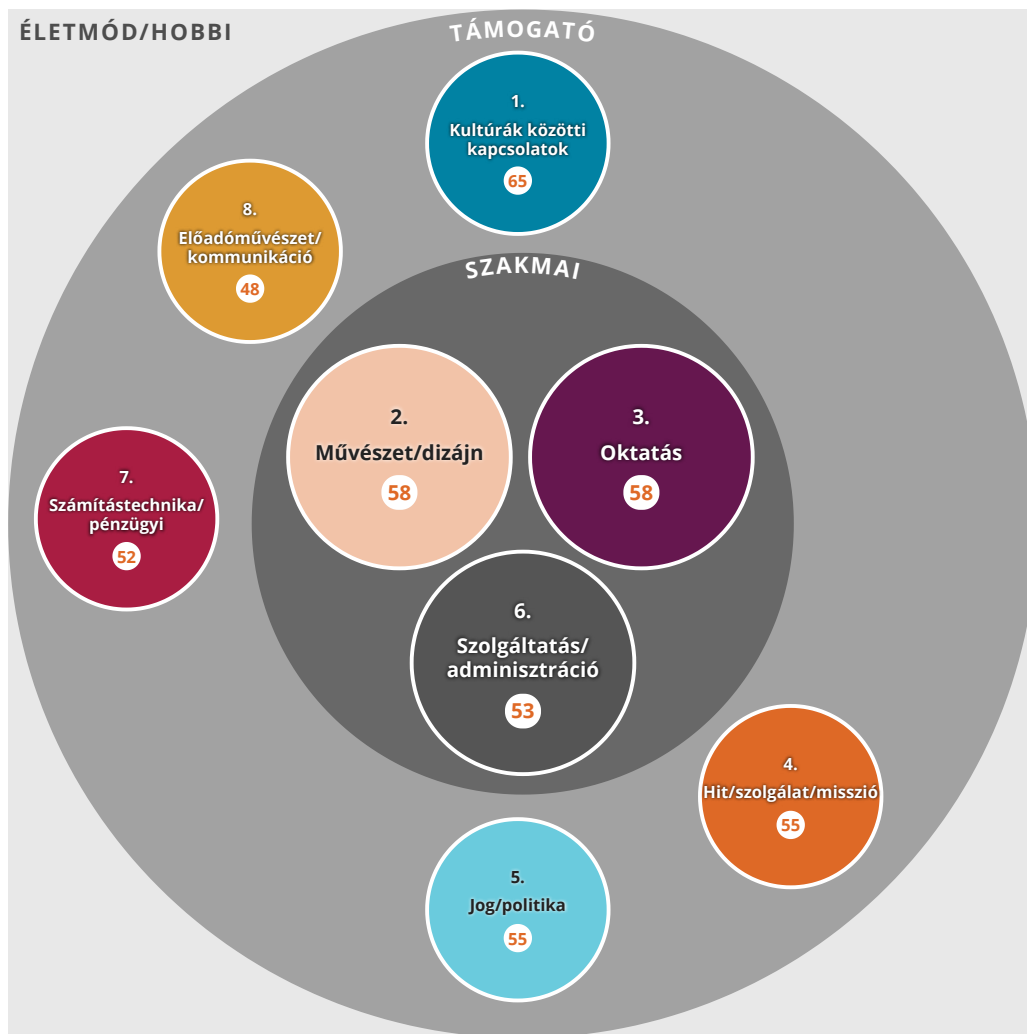 ÉLETMÓD/HOBBI
TÁMOGATÓ
1.
Kultúrák közötti
kapcsolatok
65
8.
Előadóművészet/
kommunikáció
48
SZAKMAI
2.
Művészet/dizájn
58
3.
Oktatás
58
7.
Számítástechnika/
pénzügyi
52
6.
Szolgáltatás/
adminisztráció
53
4.
Hit/szolgálat/misszió
55
5.
Jog/politika
55